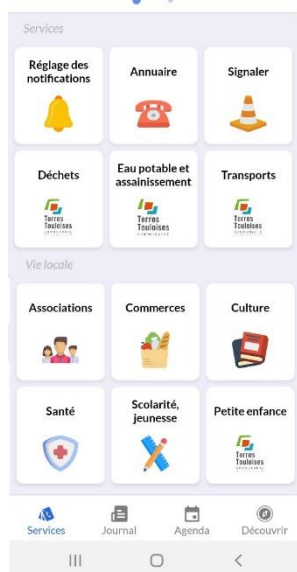 Services
Réglage des
notifications
Annuaire
Signaler
Déchets
Eau potable et
assainissement
Transports
Terres
Touloises
Terres
Touloises
Terres
Touloises
Vie locale
Associations
Commerces
Culture
Santé
Scolarité,
jeunesse
Petite enfance
Terres
Touloises
Services
Journal
Agenda
Découvrir